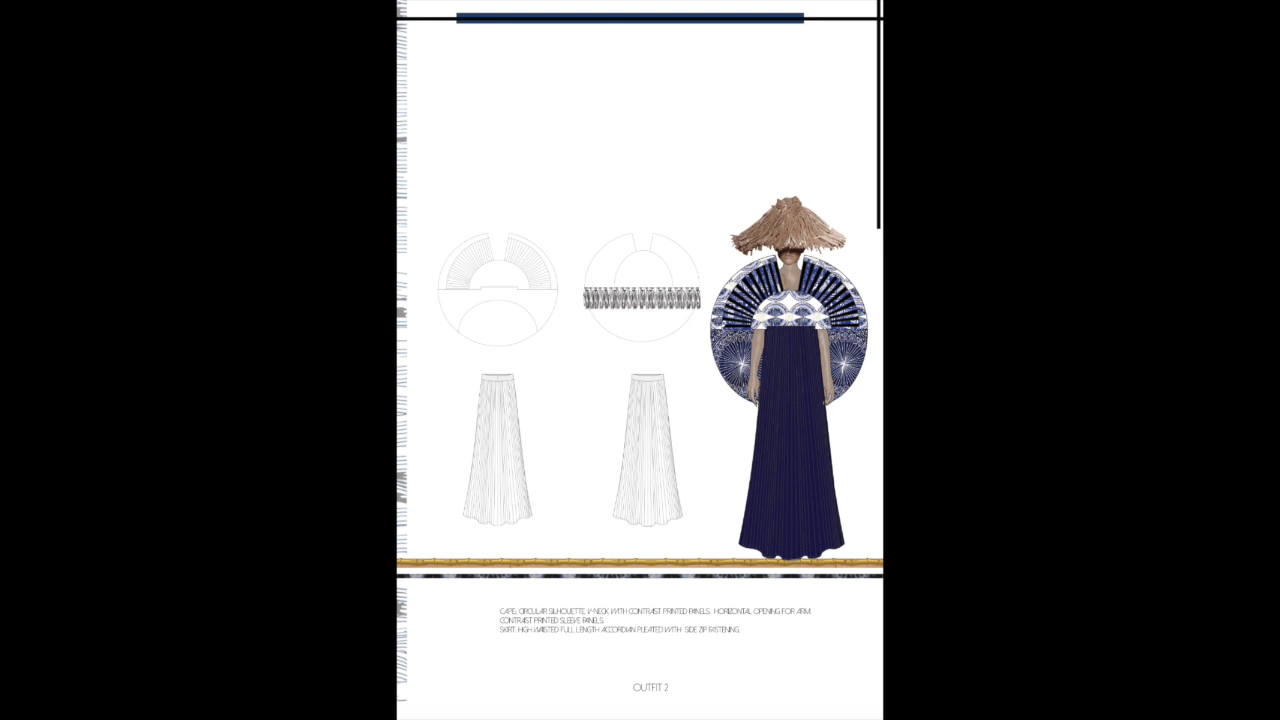 CAPE: CIRCULAR SILHOUETTE, V-NECK WITH CONTRAST PRINTED PANELS. HORIZONTAL OPENING FOR ARM.
CONTRAST PRINTED SLEEVE PANELS.
SKIRT: HIGH WAISTED FULL LENGTH ACCORDIAN PLEATED WITH SIDE ZIP FASTENING.
OUTFIT 2